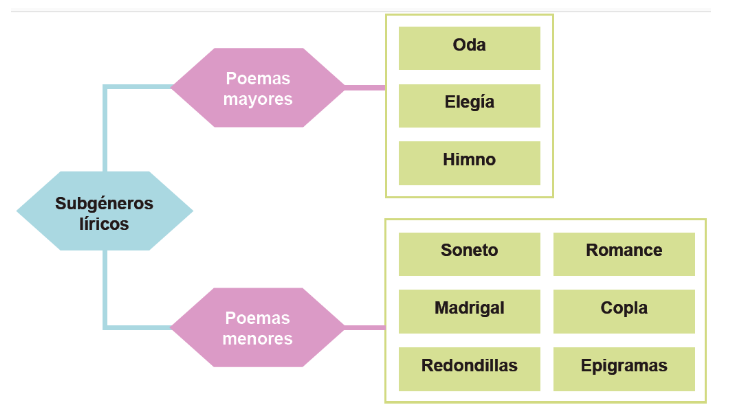 Subgéneros
líricos
Poemas
mayores
Oda
Elegía
Himno
Poemas
menores
Soneto
Romance
Madrigal
Copla
Redondillas
Epigramas